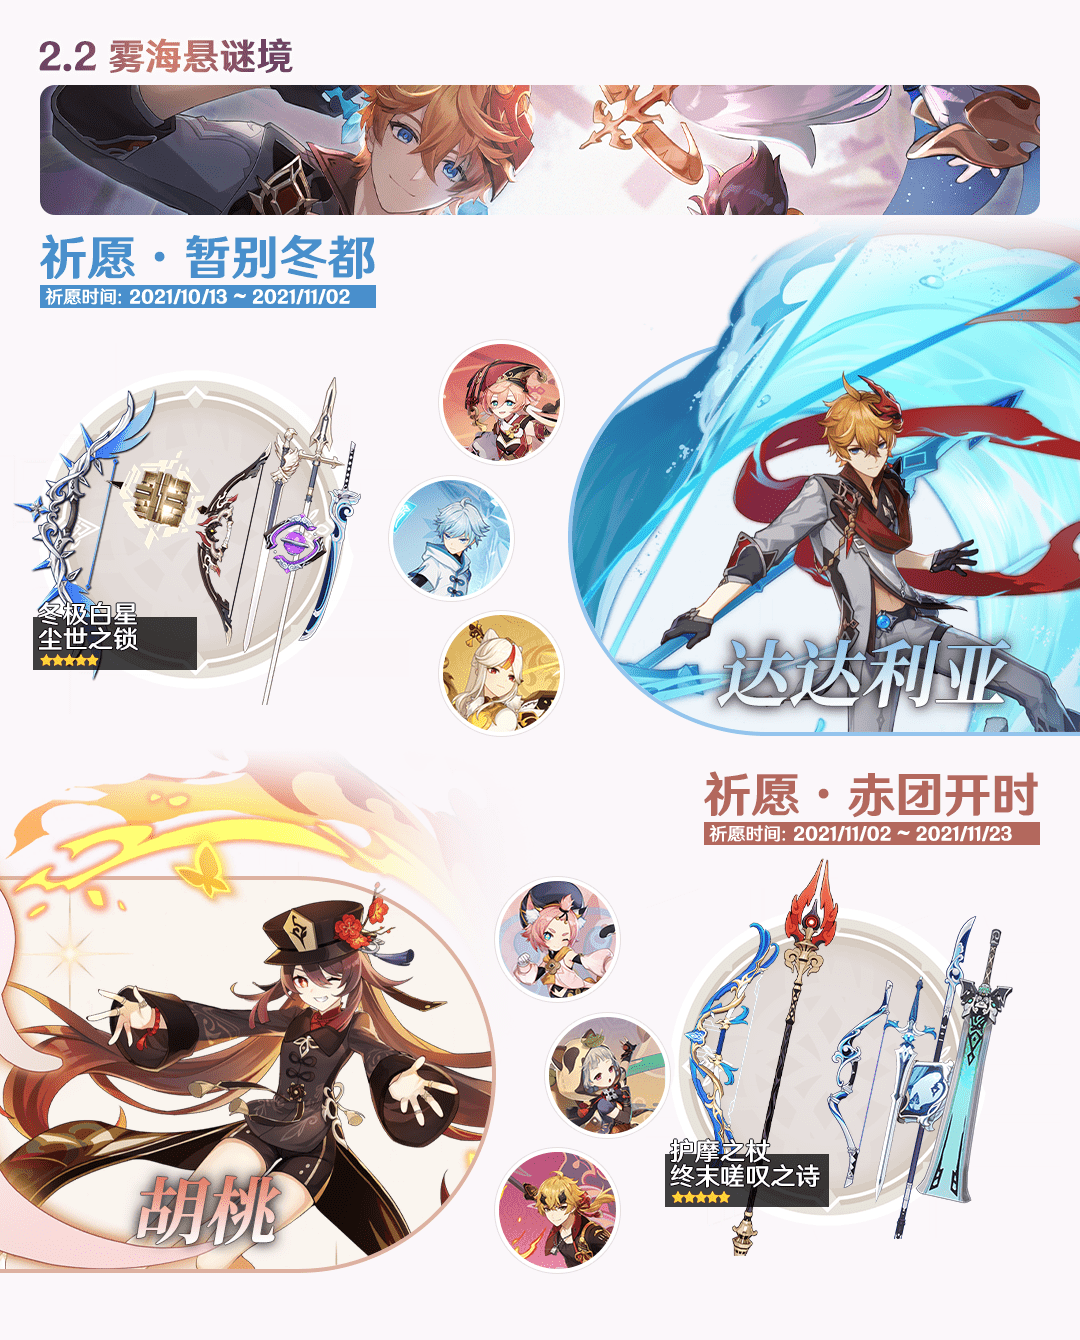 2.2 雾海悬谜境
祈愿・暂别冬都
祈愿时间: 2021/10/13 ~ 2021/11/02
冬极白星
尘世之锁
达达利亚
祈愿・赤团开时
祈愿时间: 2021/11/02 ~ 2021/11/23
胡桃
护摩之杖
终末嗟叹之诗